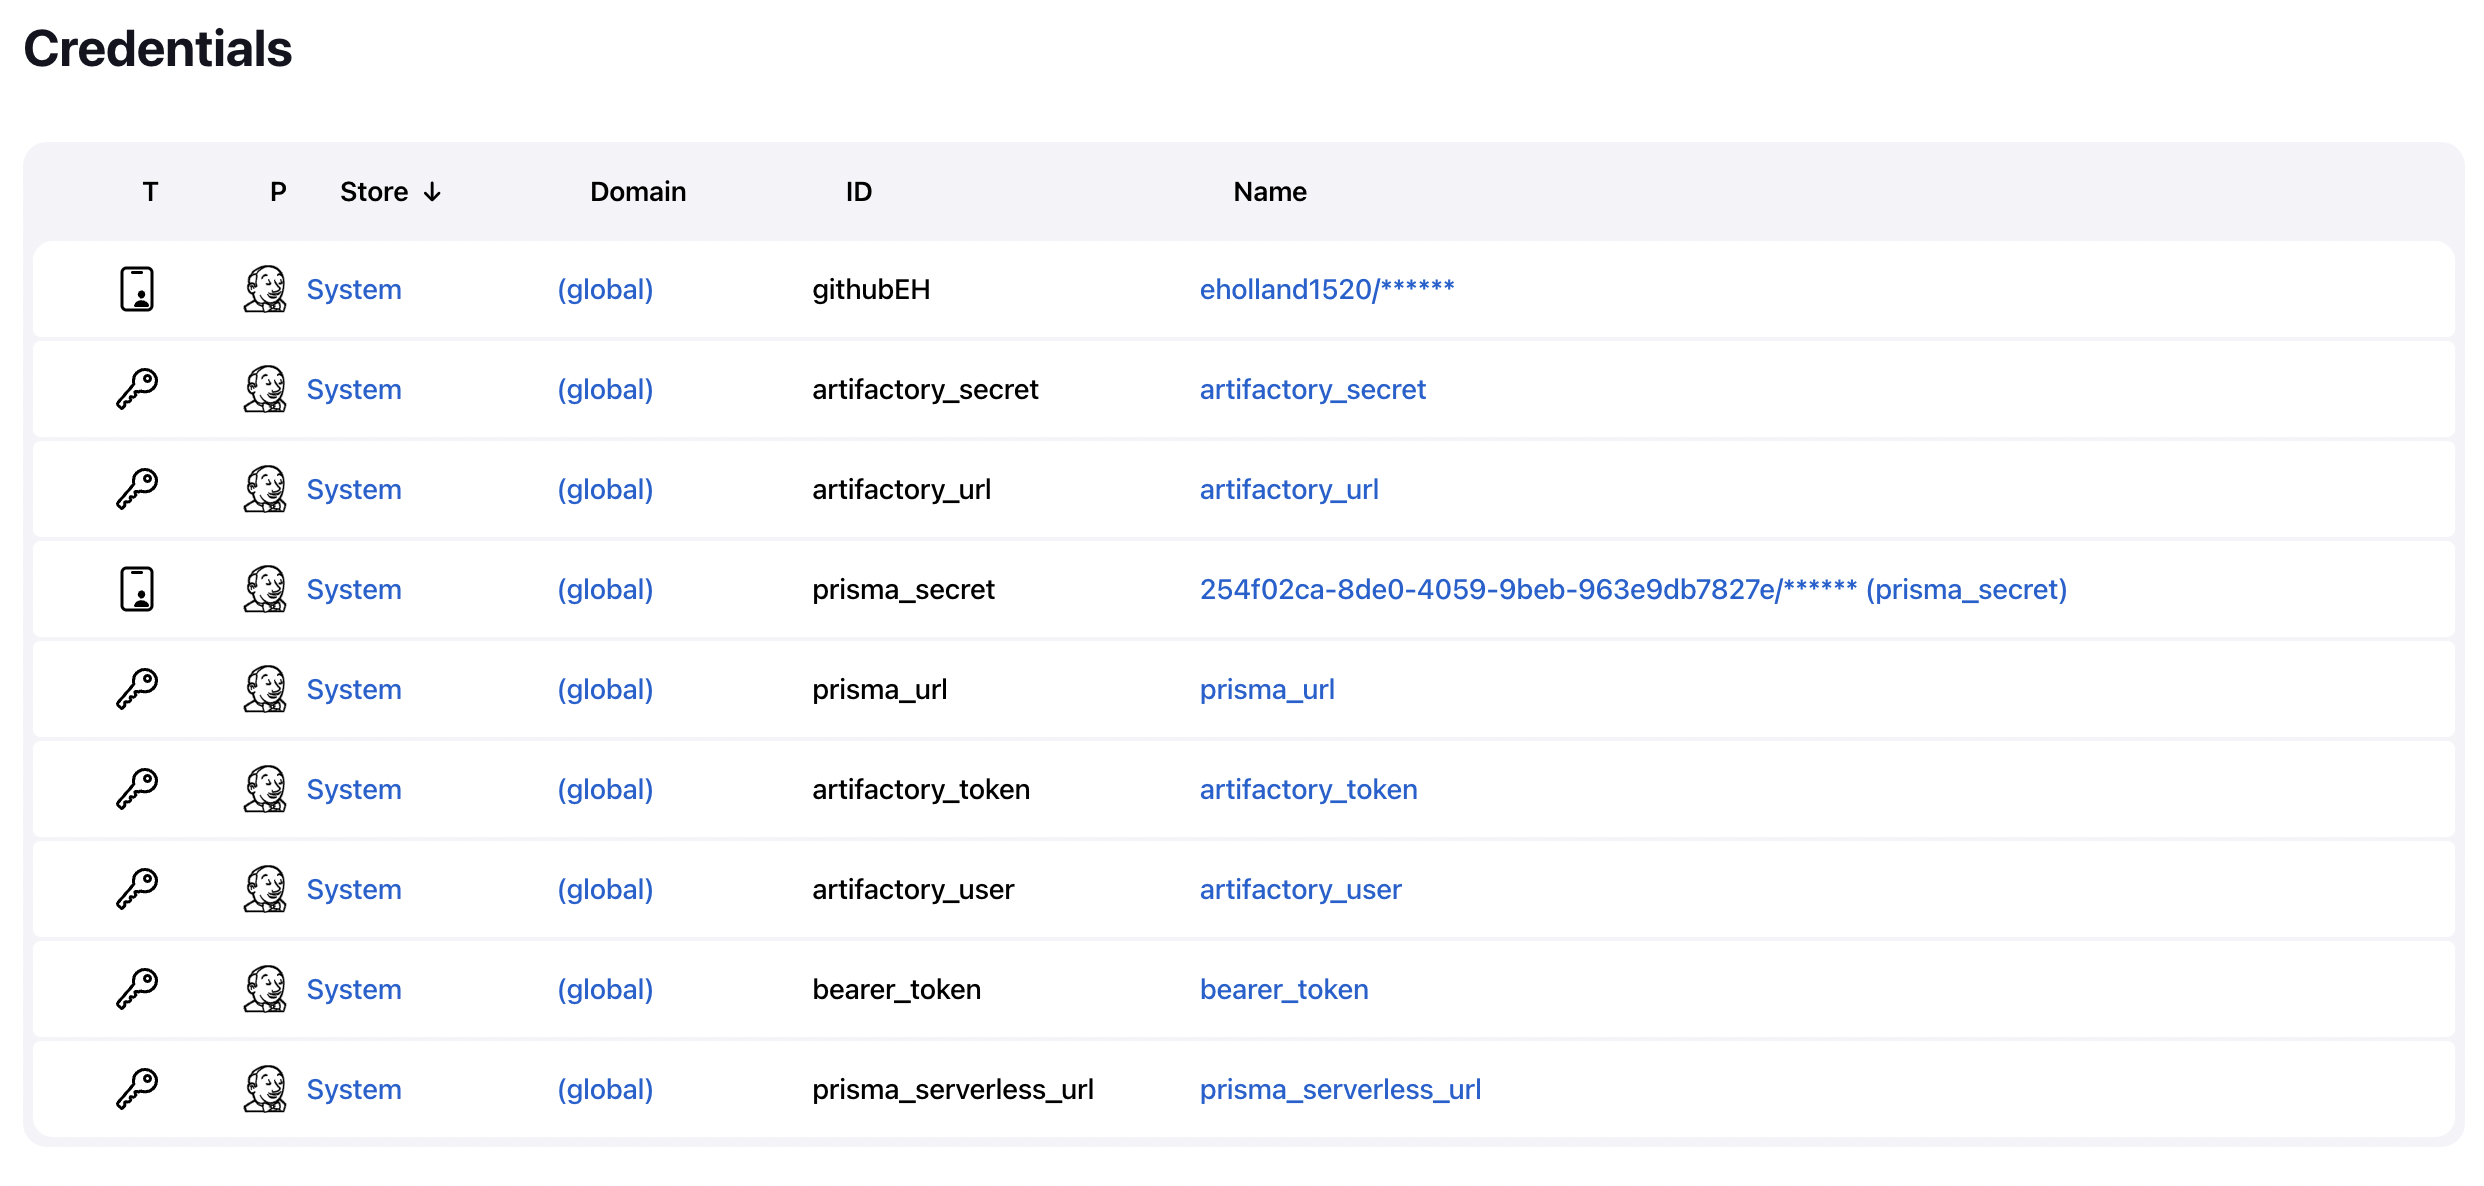 Credentials
T P Store ↓ Domain ID Name
System (global) githubEH eholland1520/******
System (global) artifactory_secret artifactory_secret
System (global) artifactory_url artifactory_url
System (global) prisma_secret 254f02ca-8de0-4059-9beb-963e9db7827e/****** (prisma_secret)
System (global) prisma_url prisma_url
System (global) artifactory_token artifactory_token
System (global) artifactory_user artifactory_user
System (global) bearer_token bearer_token
System (global) prisma_serverless_url prisma_serverless_url